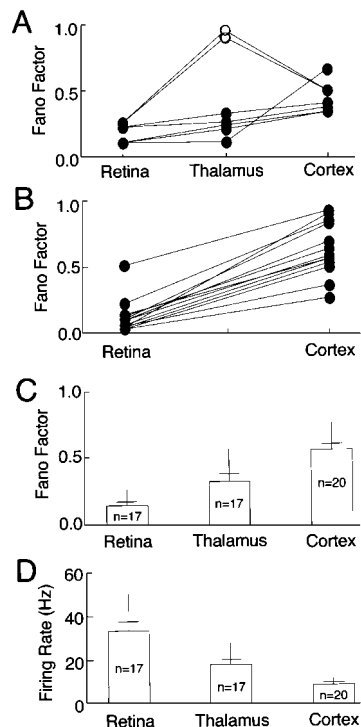 A
Fano Factor
1.0
0.5
0.0
Retina Thalamus Cortex
B
Fano Factor
1.0
0.5
0
Retina Cortex
C
Fano Factor
1.0
0.5
0.0
n=17 n=17 n=20
Retina Thalamus Cortex
D
Firing Rate (Hz)
60
40
20
0
n=17 n=17 n=20
Retina Thalamus Cortex